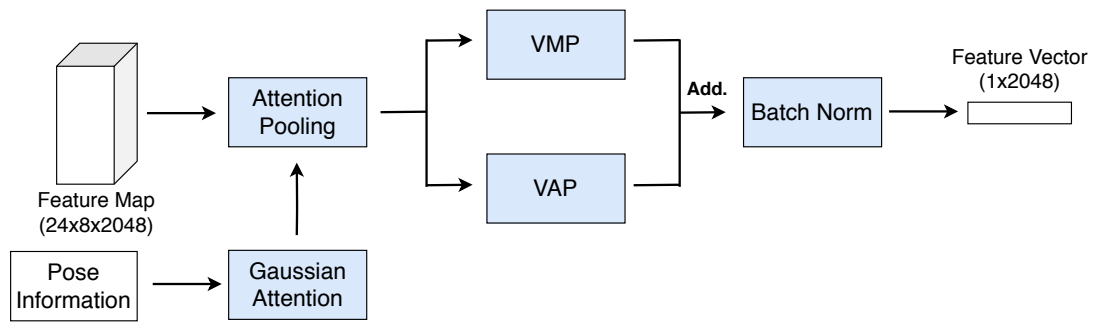 Feature Map
(24x8x2048)
Pose
Information
Attention
Pooling
Gaussian
Attention
VMP
VAP
Add.
Batch Norm
Feature Vector
(1x2048)